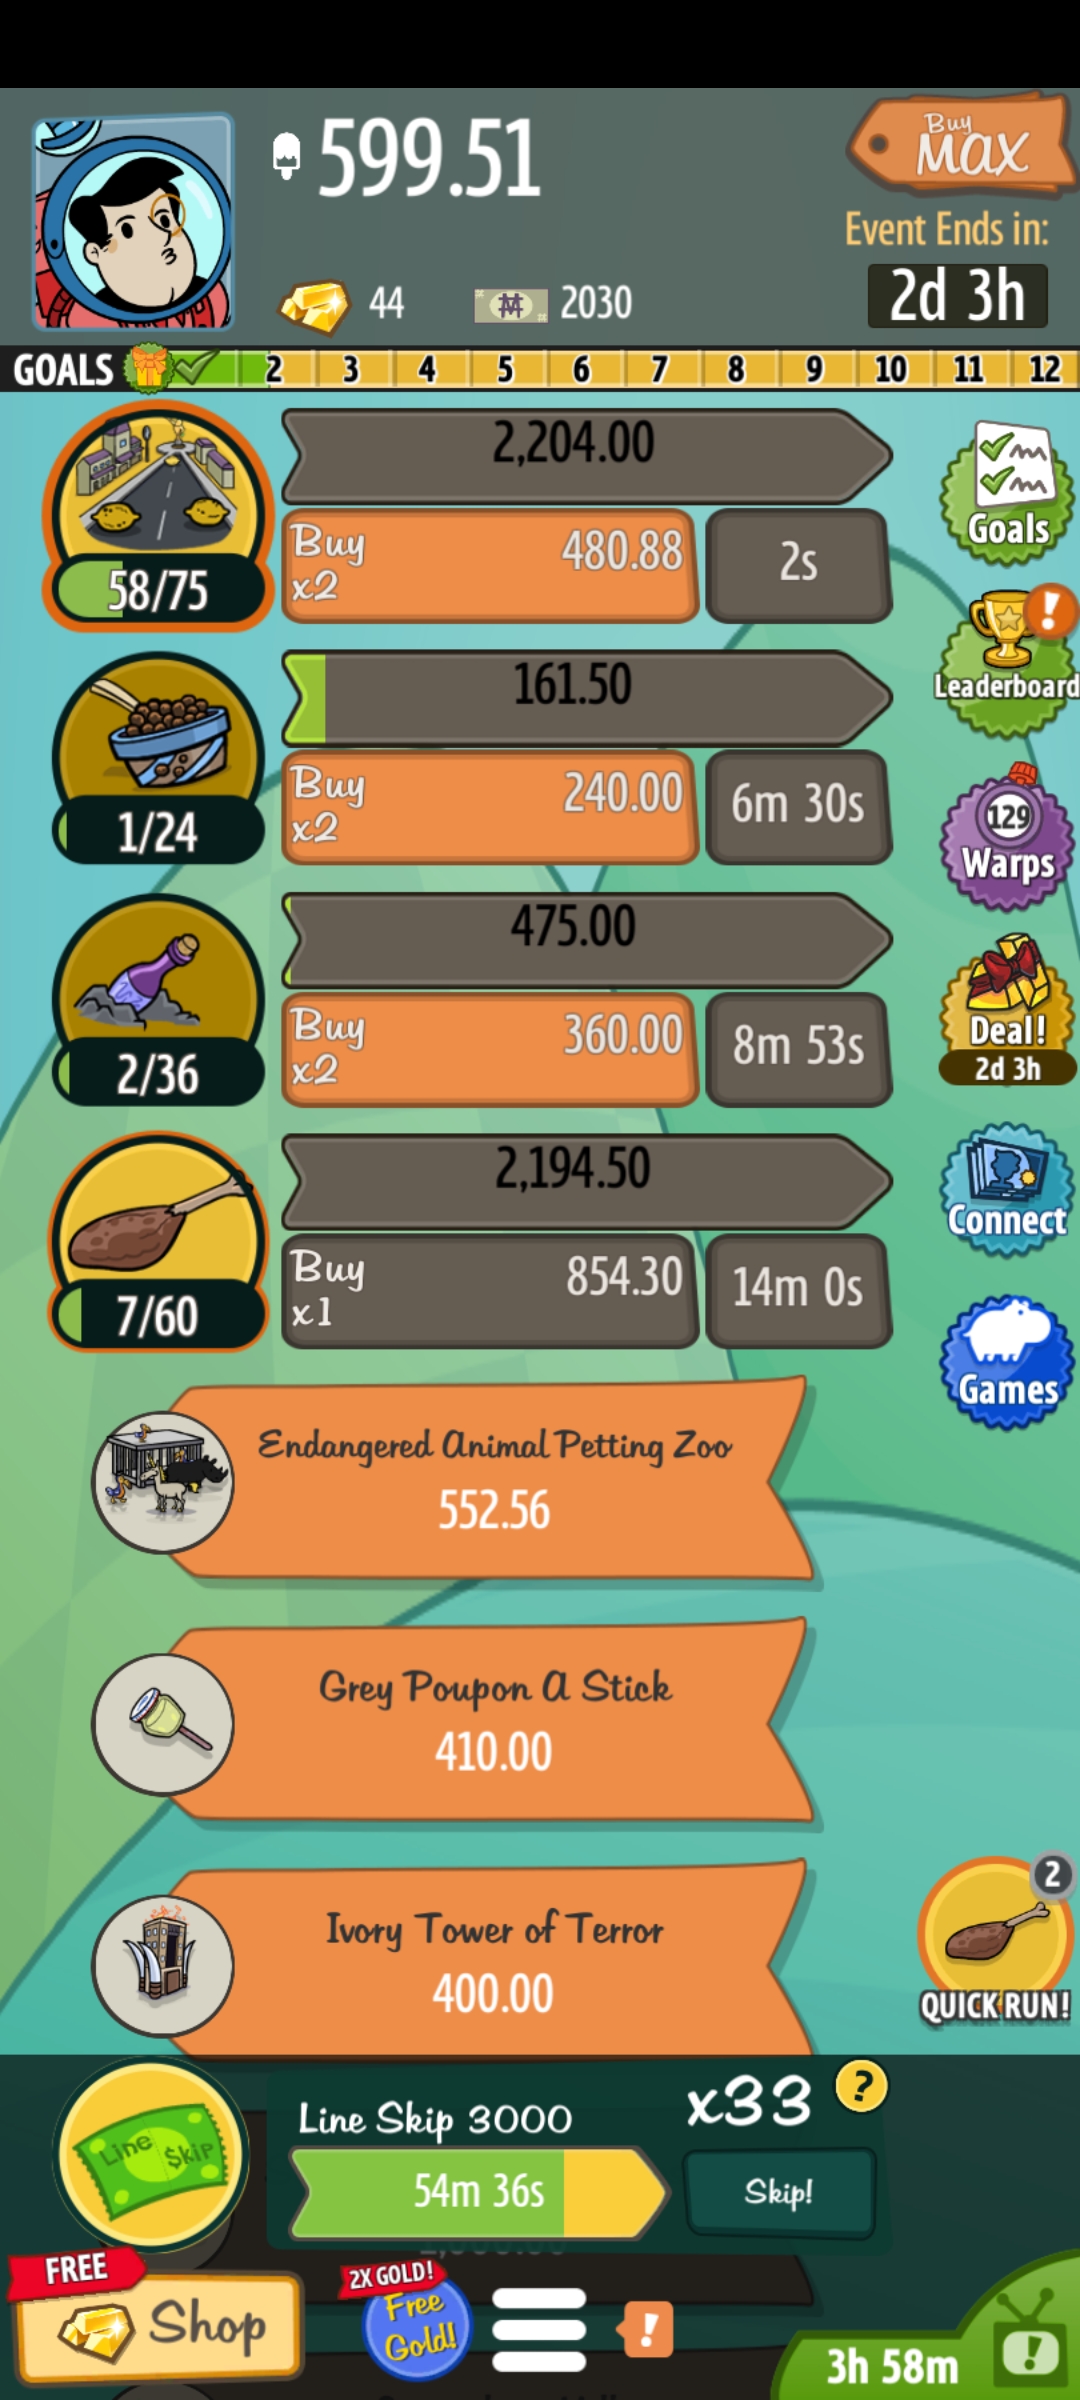 599.51
Buy
MAX
Event Ends in:
2d 3h
44
2030
GOALS 2 3 4 5 6 7 8 9 10 11 12
2,204.00
58/75
Buy
x2
480.88
2s
Goals
161.50
1/24
Buy
x2
240.00
6m 30s
Leaderboard
475.00
2/36
Buy
x2
360.00
8m 53s
129
Warps
Deal!
2d 3h
2,194.50
7/60
Buy
x1
854.30
14m 0s
Connect
Games
Endangered Animal Petting Zoo
552.56
Grey Poupon A Stick
410.00
Ivory Tower of Terror
400.00
2
QUICK RUN!
Line $kip
Line Skip 3000
x33
?
54m 36s
Skip!
FREE
Shop
2X GOLD!
Free
Gold!
!
3h 58m